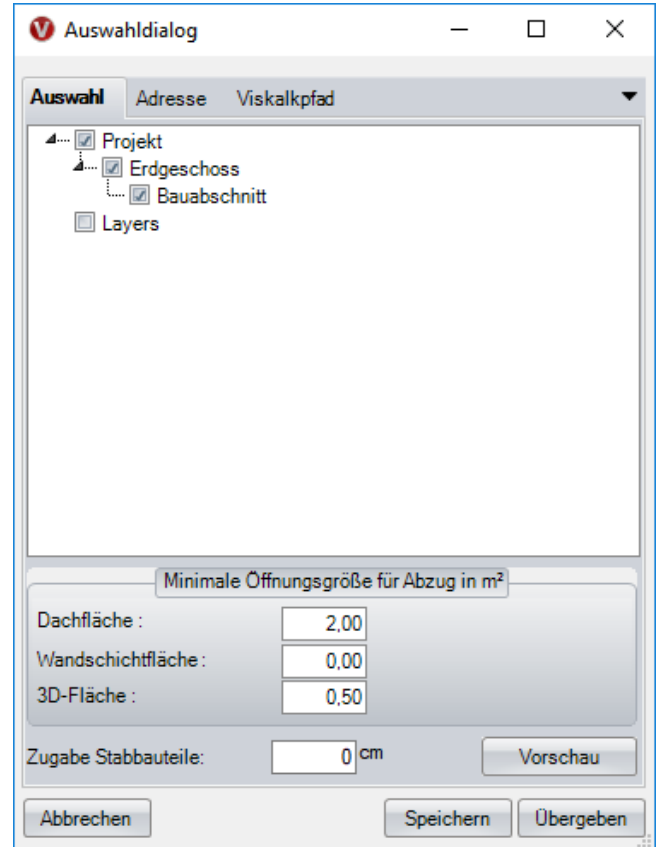 V Auswahldialog
Auswahl Adresse Viskalkpfad
Projekt
Erdgeschoss
Bauabschnitt
Layers
Minimale Öffnungsgröße für Abzug in m²
Dachfläche : 2,00
Wandschichtfläche : 0,00
3D-Fläche : 0,50
Zugabe Stabbauteile: 0 cm Vorschau
Abbrechen Speichern Übergeben